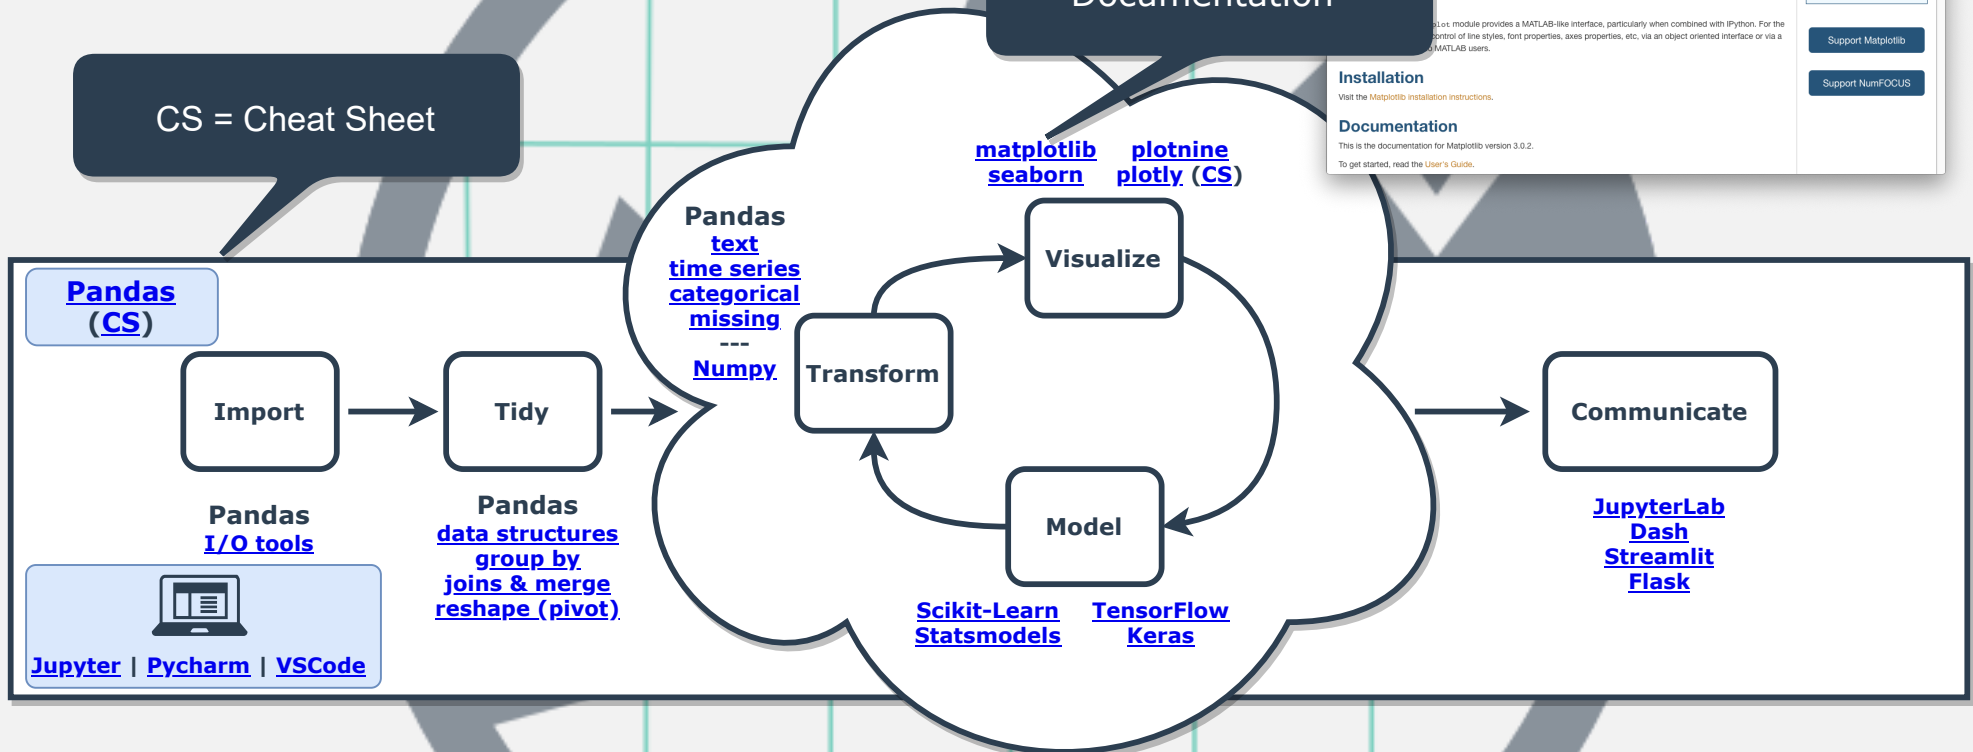 Documentation
plot module provides a MATLAB-like interface, particularly when combined with IPython. For the
control of line styles, font properties, axes properties, etc, via an object oriented interface or via a
MATLAB users.
Support Matplotlib
Installation
Support NumFOCUS
Visit the Matplotlib installation instructions.
CS = Cheat Sheet
Documentation
This is the documentation for Matplotlib version 3.0.2.
To get started, read the User's Guide.
matplotlib plotnine
seaborn plotly (CS)
Pandas
text
time series
categorical
missing
---
Numpy
Visualize
Pandas
(CS)
Transform
Import
Tidy
Communicate
Pandas
I/O tools
Pandas
data structures
group by
joins & merge
reshape (pivot)
Model
JupyterLab
Dash
Streamlit
Flask
Scikit-Learn TensorFlow
Statsmodels Keras
Jupyter | Pycharm | VSCode